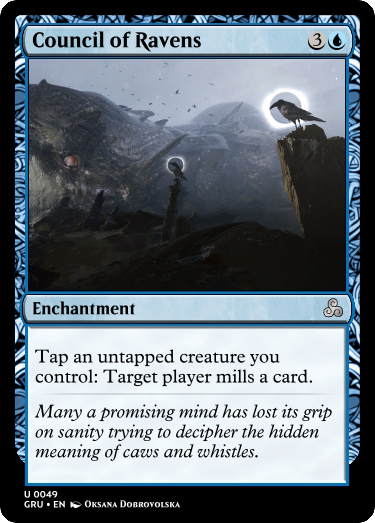 Council of Ravens 3
Enchantment
Tap an untapped creature you
control: Target player mills a card.
Many a promising mind has lost its grip
on sanity trying to decipher the hidden
meaning of caws and whistles.
U 0049
GRU • EN Oksana Dobrovolska